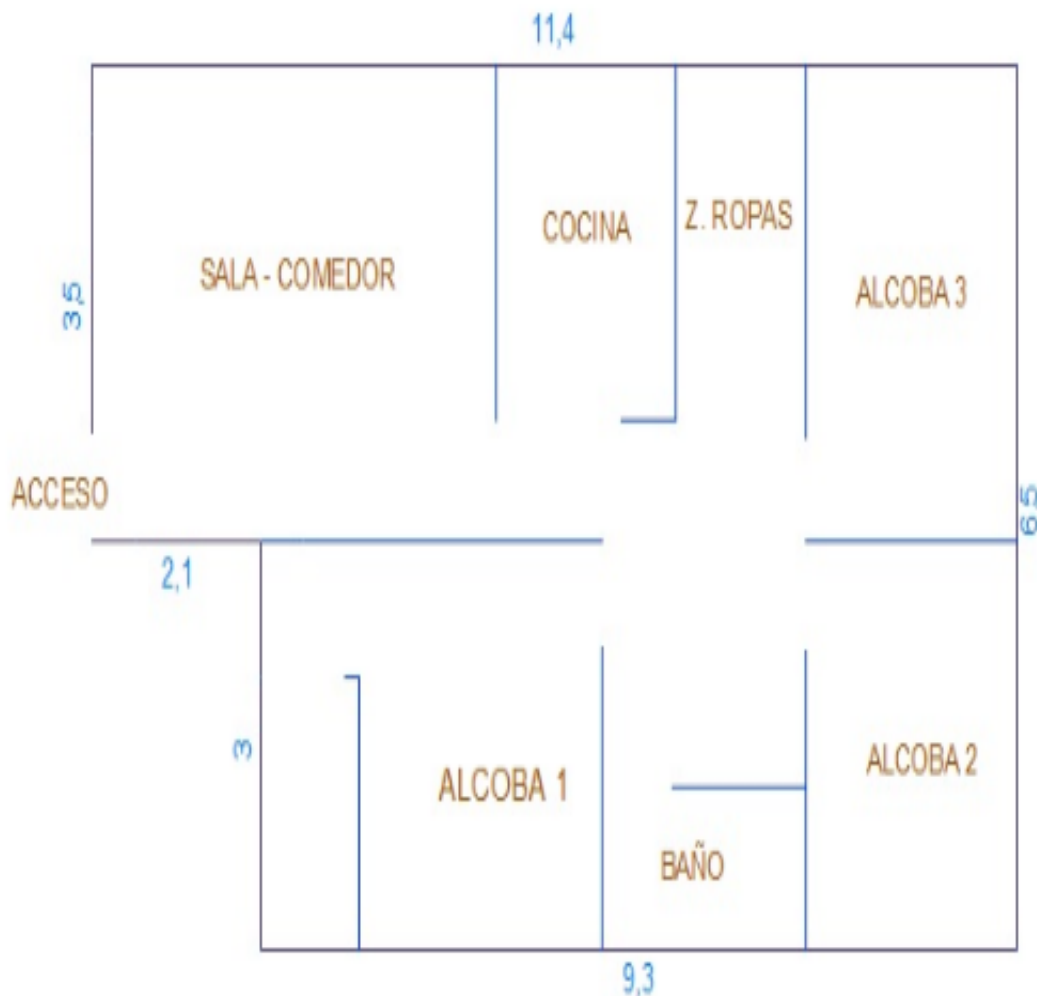 11,4
COCINA
Z. ROPAS
SALA - COMEDOR
ALCOBA 3
3,5
ACCESO
6,5
2,1
3
ALCOBA 2
ALCOBA 1
BAÑO
9,3